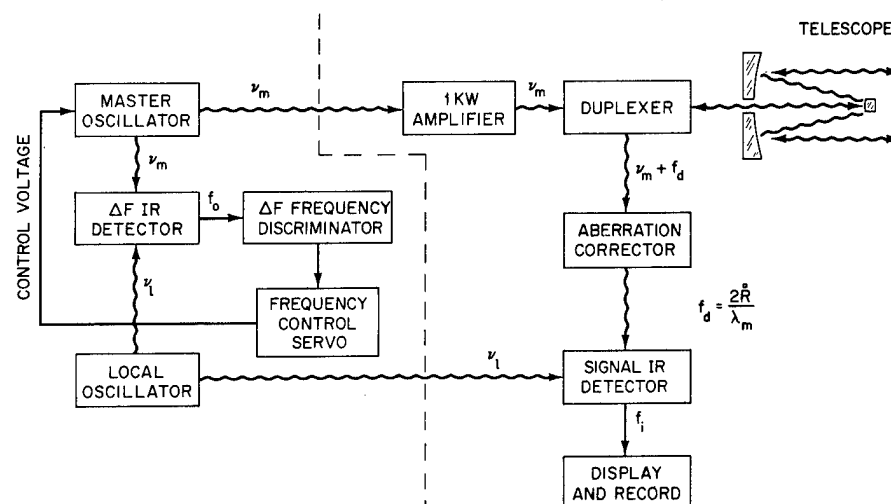 TELESCOPE
MASTER
OSCILLATOR
ν_m
1 KW
AMPLIFIER
ν_m
DUPLEXER
ν_m
ν_m + f_d
CONTROL VOLTAGE
ΔF IR
DETECTOR
f_o
ΔF FREQUENCY
DISCRIMINATOR
ABERRATION
CORRECTOR
ν_l
FREQUENCY
CONTROL
SERVO
f_d = 2Ṙ/λ_m
LOCAL
OSCILLATOR
ν_l
SIGNAL IR
DETECTOR
f_i
DISPLAY
AND RECORD